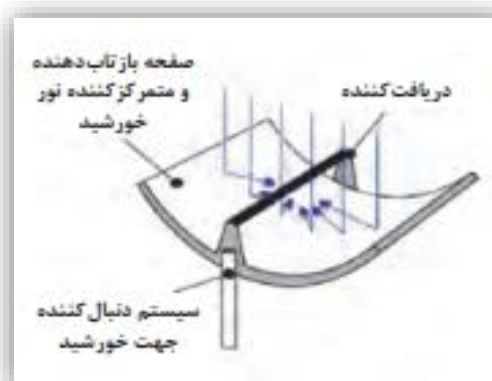 صفحه بازتاب‌دهنده
و متمرکزکننده نور
خورشید
دریافت‌کننده
سیستم دنبال‌کننده
جهت خورشید